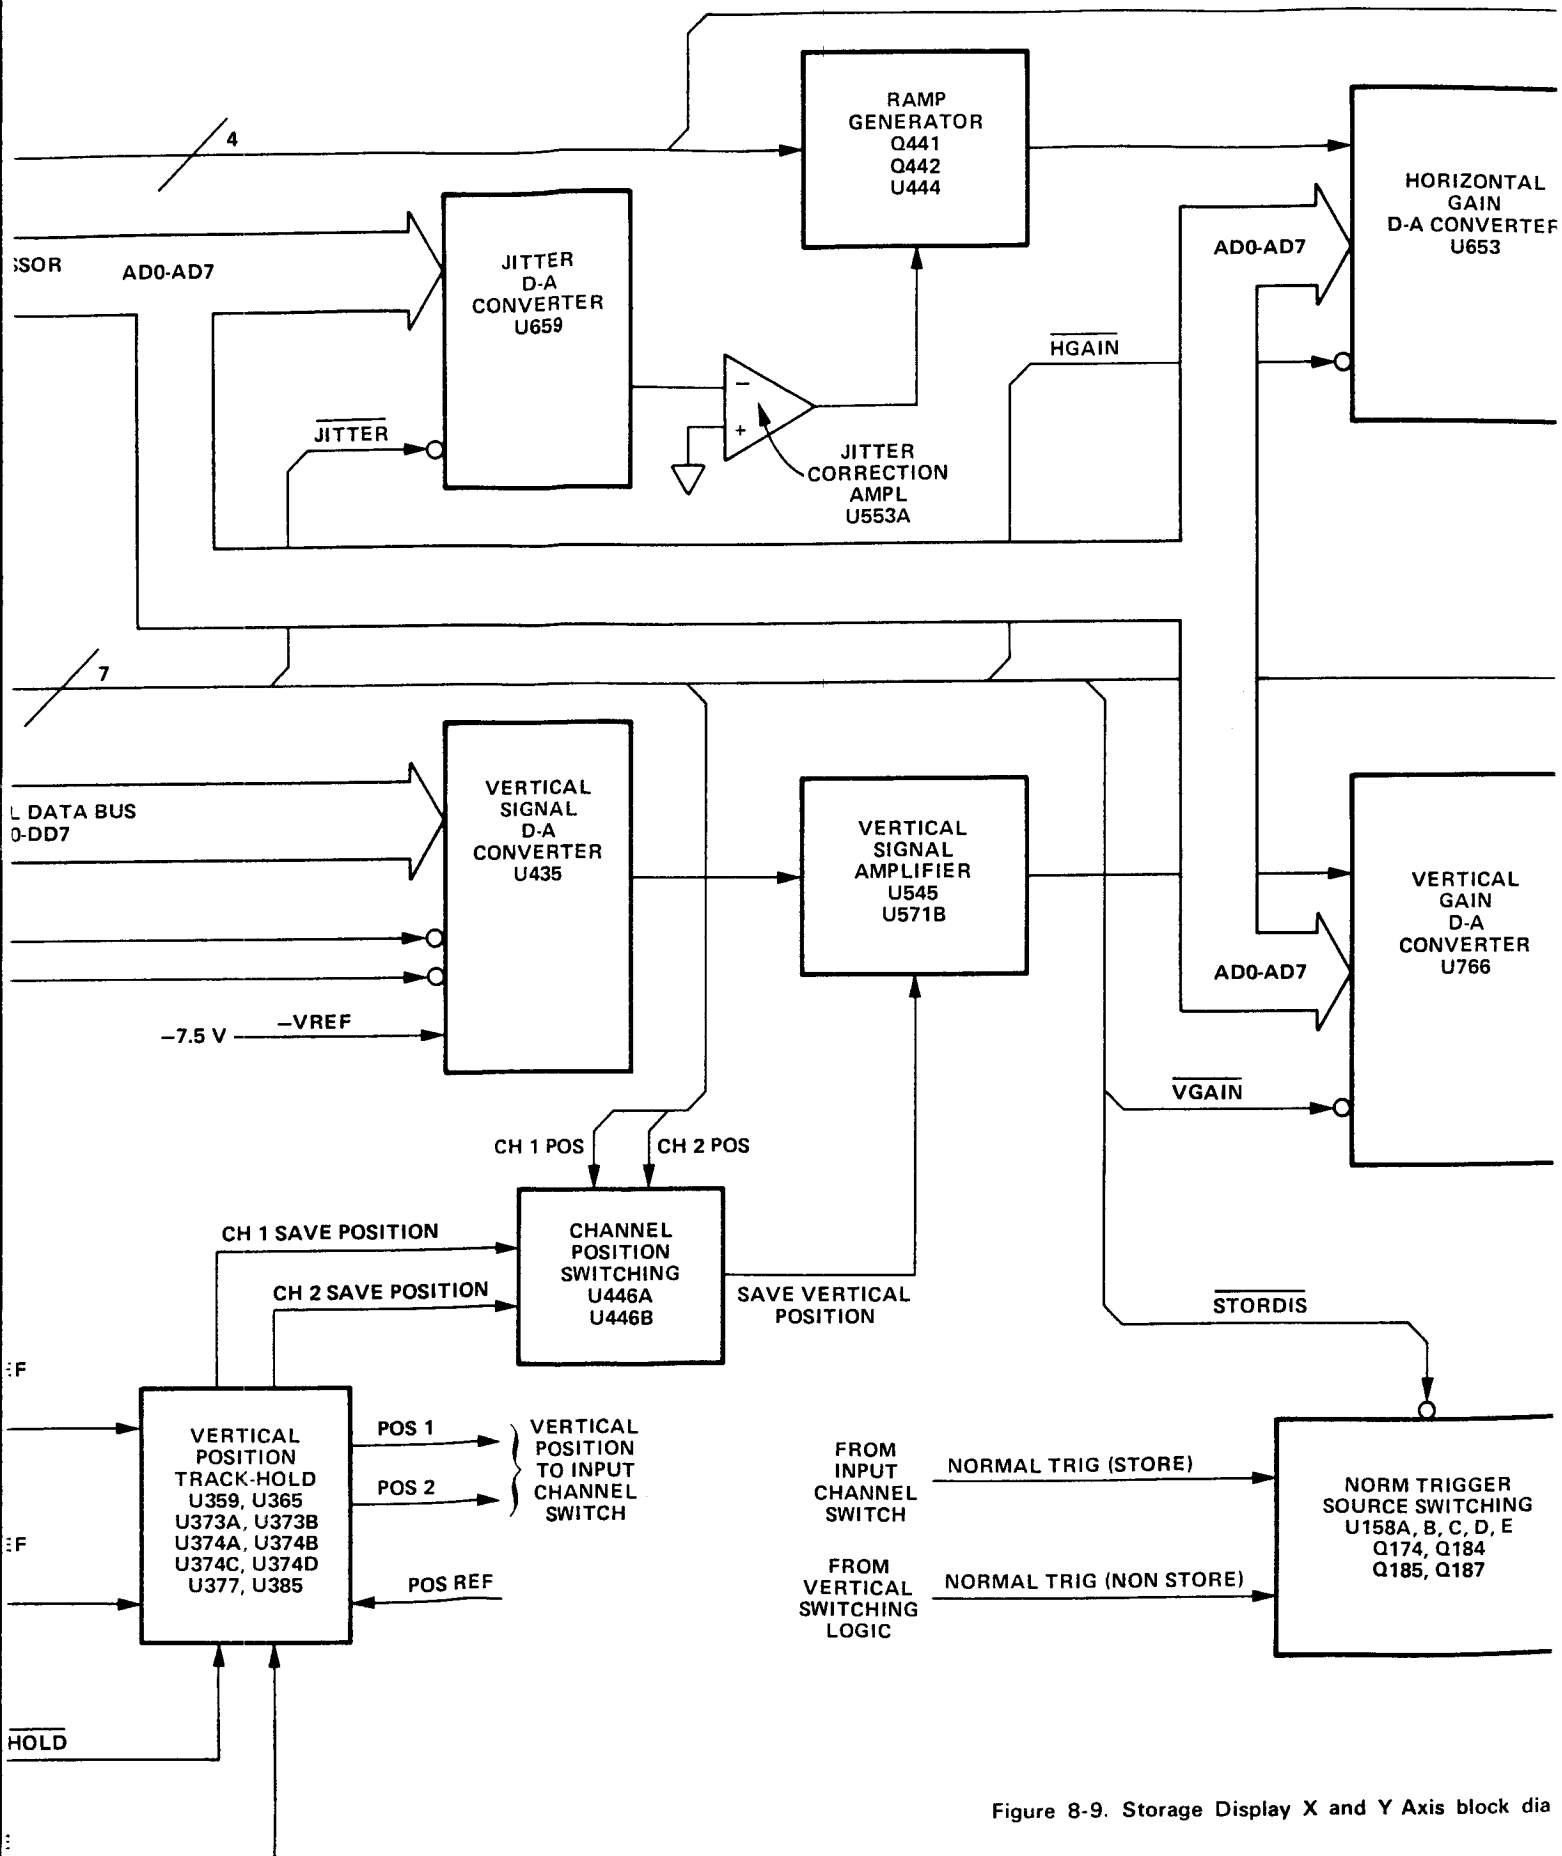 4
RAMP
GENERATOR
Q441
Q442
U444
HORIZONTAL
GAIN
D-A CONVERTER
U653
SSOR
AD0-AD7
JITTER
D-A
CONVERTER
U659
AD0-AD7
HGAIN
JITTER
−
+
JITTER
CORRECTION
AMPL
U553A
7
L DATA BUS
0-DD7
VERTICAL
SIGNAL
D-A
CONVERTER
U435
VERTICAL
SIGNAL
AMPLIFIER
U545
U571B
VERTICAL
GAIN
D-A
CONVERTER
U766
AD0-AD7
−7.5 V
−VREF
VGAIN
CH 1 POS
CH 2 POS
CH 1 SAVE POSITION
CH 2 SAVE POSITION
CHANNEL
POSITION
SWITCHING
U446A
U446B
SAVE VERTICAL
POSITION
STORDIS
EF
VERTICAL
POSITION
TRACK-HOLD
U359, U365
U373A, U373B
U374A, U374B
U374C, U374D
U377, U385
POS 1
POS 2
VERTICAL
POSITION
TO INPUT
CHANNEL
SWITCH
POS REF
EF
FROM
INPUT
CHANNEL
SWITCH
NORMAL TRIG (STORE)
FROM
VERTICAL
SWITCHING
LOGIC
NORMAL TRIG (NON STORE)
NORM TRIGGER
SOURCE SWITCHING
U158A, B, C, D, E
Q174, Q184
Q185, Q187
HOLD
Figure 8-9. Storage Display X and Y Axis block dia